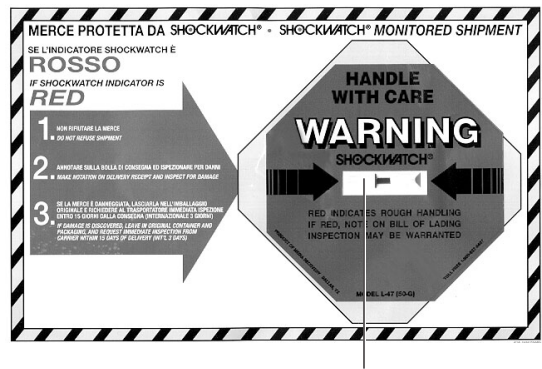 MERCE PROTETTA DA SHOCKWATCH® - SHOCKWATCH® MONITORED SHIPMENT
SE L'INDICATORE SHOCKWATCH È
ROSSO
IF SHOCKWATCH INDICATOR IS
RED
1. NON RIFIUTARE LA MERCE
DO NOT REFUSE SHIPMENT
2. ANNOTARE SULLA BOLLA DI CONSEGNA ED ISPEZIONARE PER DANNI
MAKE NOTATION ON DELIVERY RECEIPT AND INSPECT FOR DAMAGE
3. SE LA MERCE È DANNEGGIATA, LASCIARLA NELL'IMBALLAGGIO
ORIGINALE E RICHIEDERE AL TRASPORTATORE IMMEDIATA ISPEZIONE
ENTRO 15 GIORNI DALLA CONSEGNA (INTERNAZIONALE 3 GIORNI)
IF DAMAGE IS DISCOVERED, LEAVE IN ORIGINAL CONTAINER AND
PACKAGING, AND REQUEST IMMEDIATE INSPECTION FROM
CARRIER WITHIN 15 DAYS OF DELIVERY (INT'L 3 DAYS)
HANDLE
WITH CARE
WARNING
SHOCKWATCH®
RED INDICATES ROUGH HANDLING
IF RED, NOTE ON BILL OF LADING
INSPECTION MAY BE WARRANTED
MODEL L-47 (50-G)